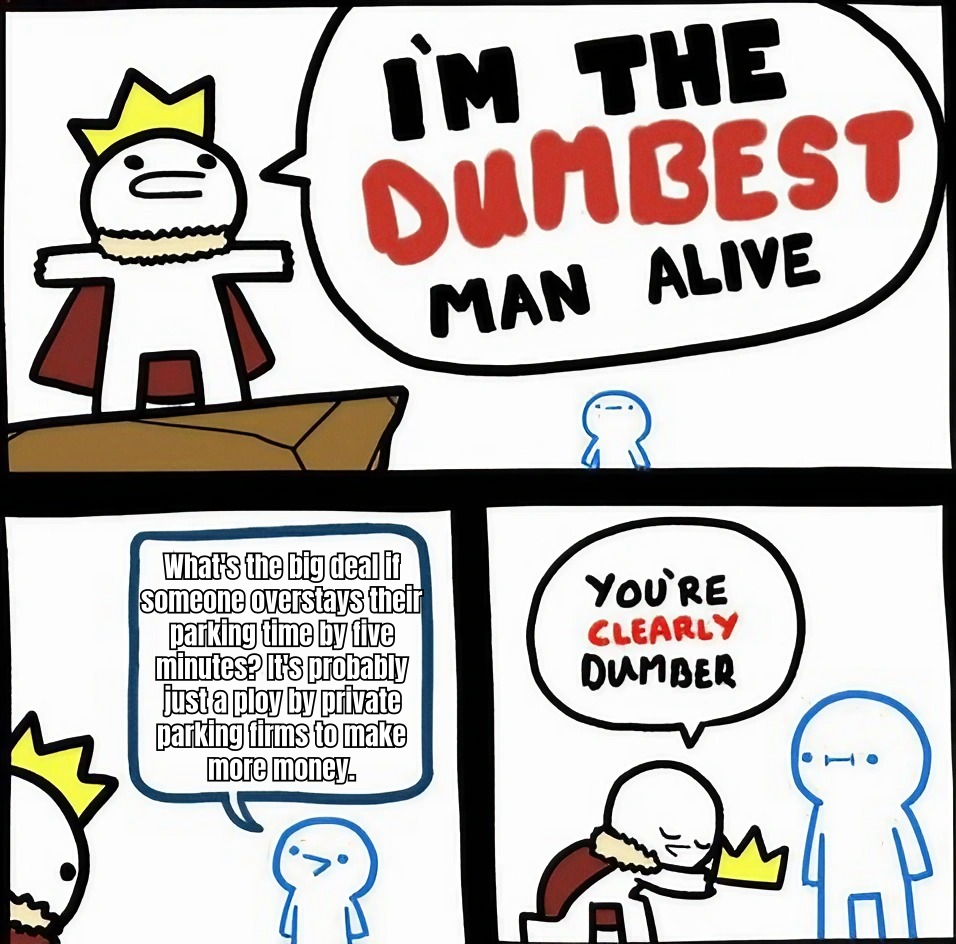 I'M THE
DUMBEST
MAN ALIVE
What's the big deal if
someone overstays their
parking time by five
minutes? It's probably
just a ploy by private
parking firms to make
more money.
YOU'RE
CLEARLY
DUMBER